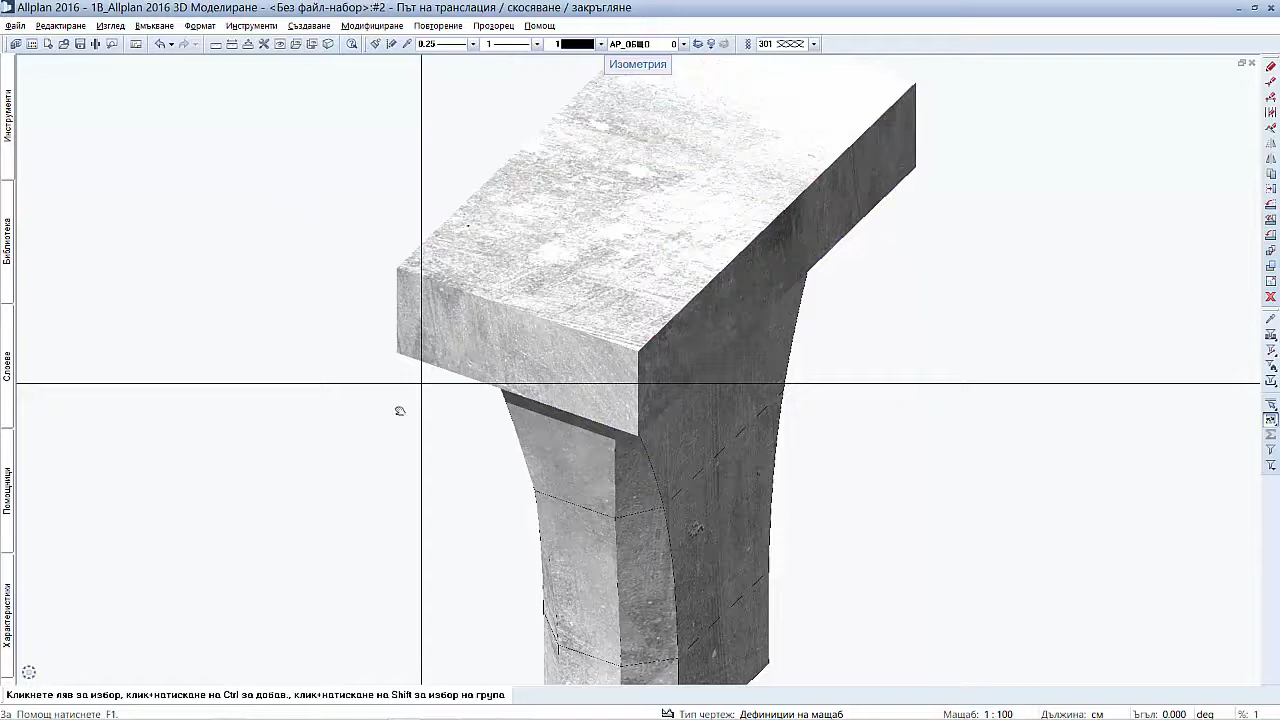 Allplan 2016 - 1B_Allplan 2016 3D Моделиране - <Без файл-набор>:#2 - Път на транслация / скосяване / закръгляне
Файл Редактиране Изглед Вмъкване Формат Инструменти Създаване Модифициране Повторение Прозорец Помощ
0.25 1 1 АР_ОБЩО 0 301
Изометрия
Инструменти
Библиотека
Слоеве
Помощници
Характеристики
Кликнете ляв за избор, клик+натискане на Ctrl за добав., клик+натискане на Shift за избор на група
За Помощ натиснете F1. Тип чертеж: Дефиниции на мащаб Мащаб: 1 : 100 Дължина: cм Ъгъл: 0.000 deg %: 1